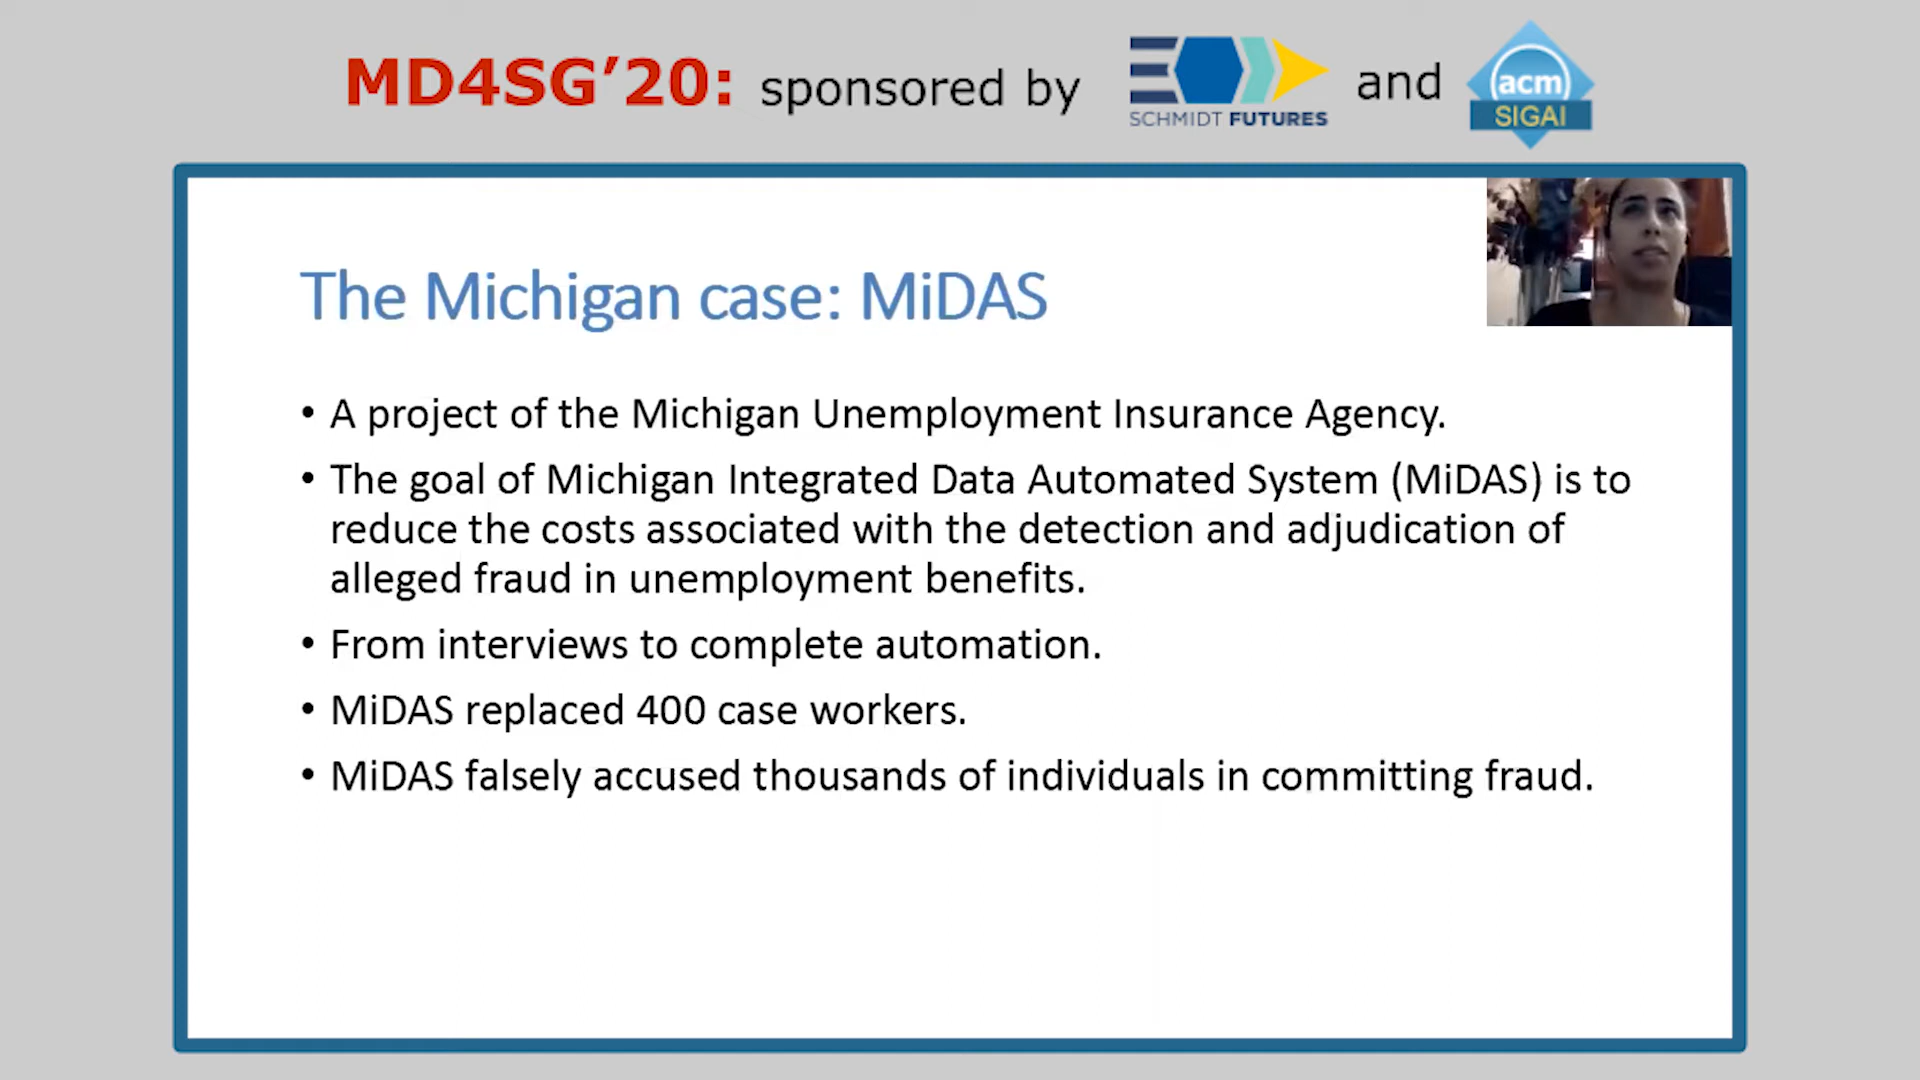 MD4SG’20: sponsored by SCHMIDT FUTURES and acm SIGAI
The Michigan case: MiDAS
• A project of the Michigan Unemployment Insurance Agency.
• The goal of Michigan Integrated Data Automated System (MiDAS) is to
reduce the costs associated with the detection and adjudication of
alleged fraud in unemployment benefits.
• From interviews to complete automation.
• MiDAS replaced 400 case workers.
• MiDAS falsely accused thousands of individuals in committing fraud.